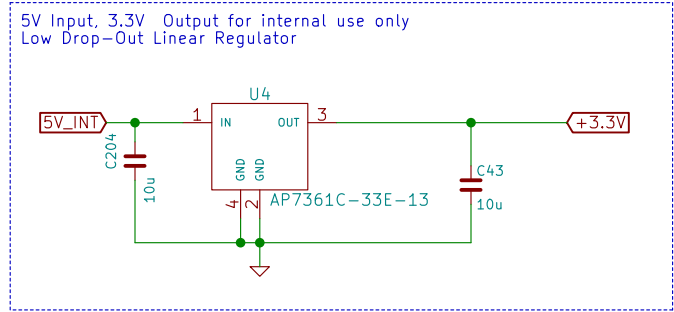 5V Input, 3.3V  Output for internal use only
Low Drop-Out Linear Regulator
U4
5V_INT
1
IN
OUT
3
+3.3V
C204
10u
GND
GND
C43
10u
4
2
AP7361C-33E-13